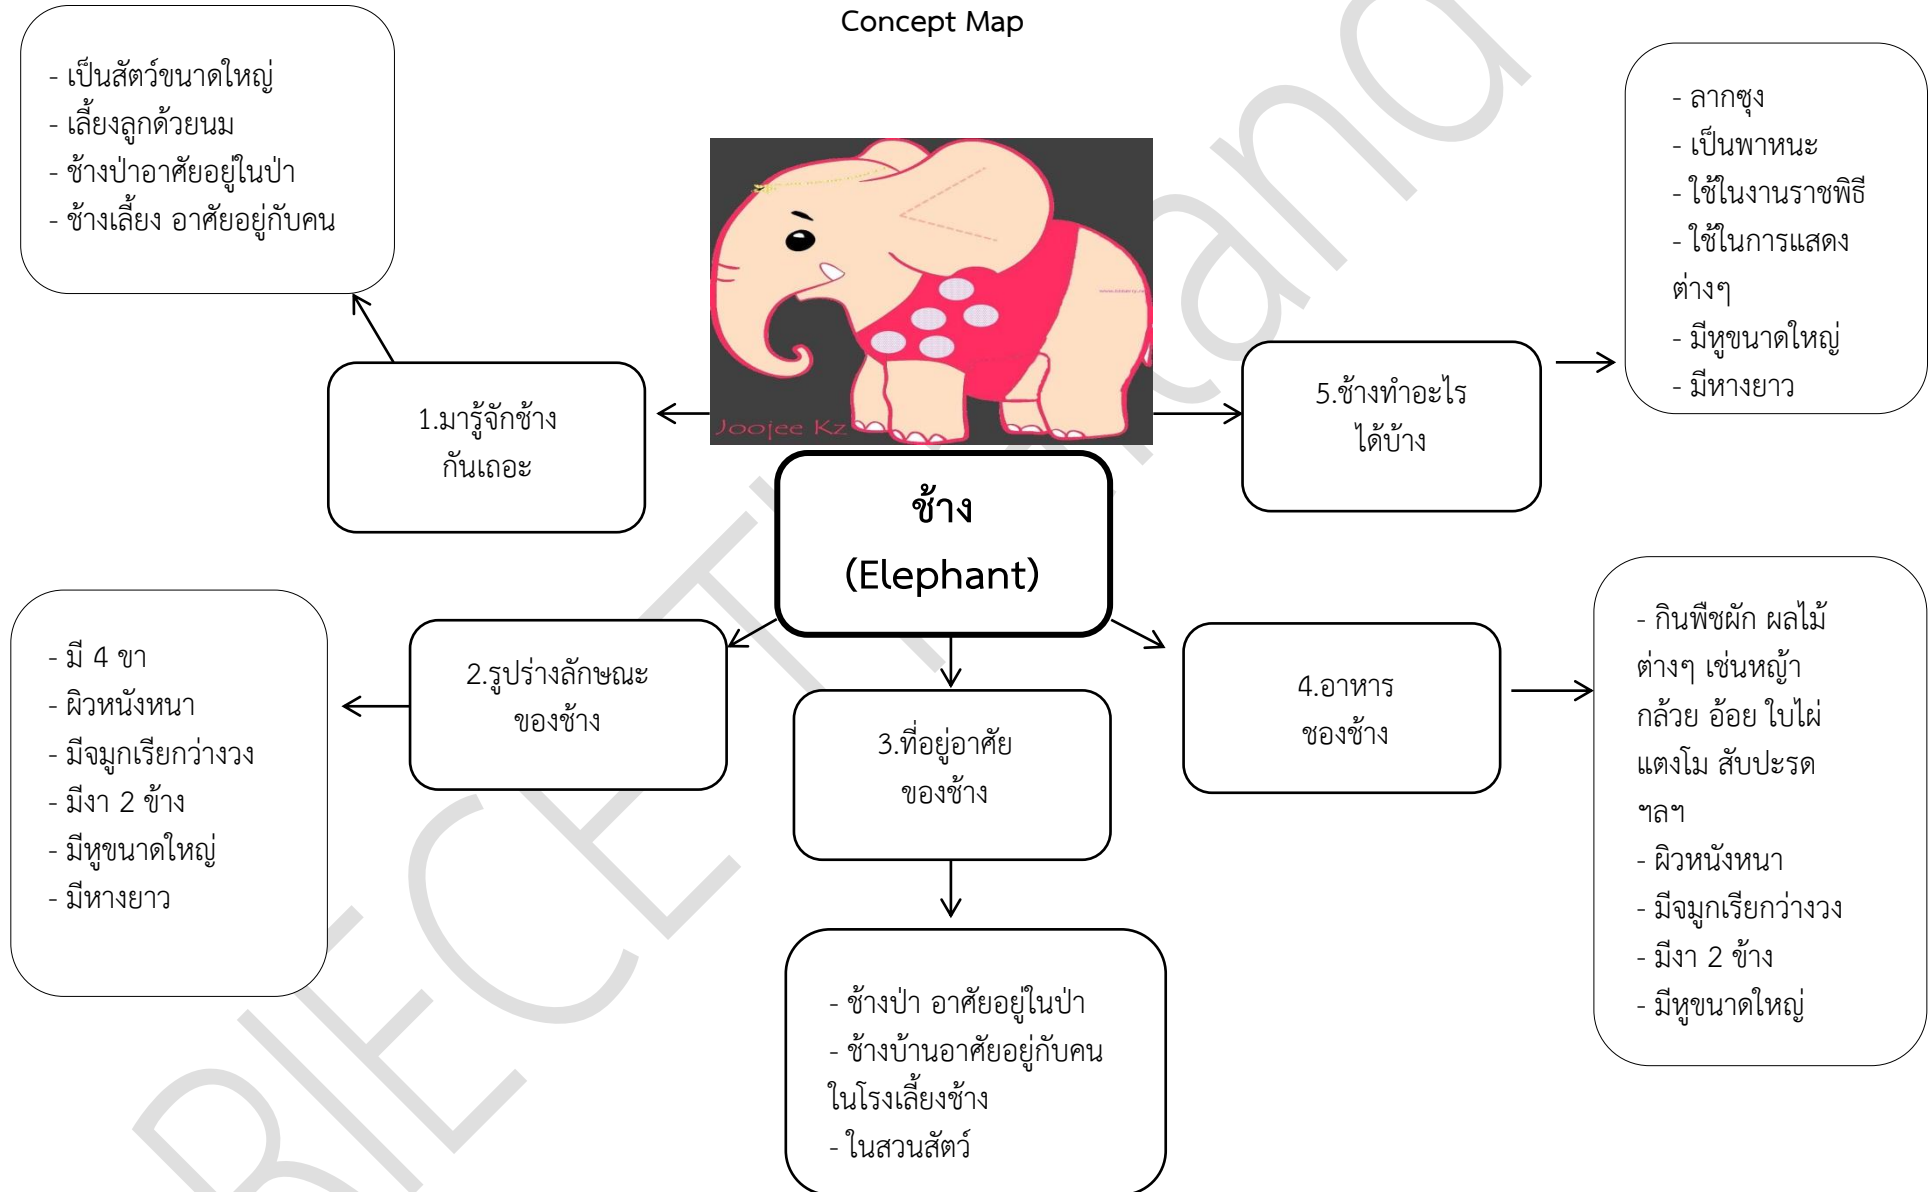 Concept Map
- เป็นสัตว์ขนาดใหญ่
- เลี้ยงลูกด้วยนม
- ช้างป่าอาศัยอยู่ในป่า
- ช้างเลี้ยง อาศัยอยู่กับคน
1.มารู้จักช้าง
กันเถอะ
Joojee Kz
5.ช้างทำอะไร
ได้บ้าง
- ลากซุง
- เป็นพาหนะ
- ใช้ในงานราชพิธี
- ใช้ในการแสดง
ต่างๆ
- มีหูขนาดใหญ่
- มีหางยาว
ช้าง
(Elephant)
- มี 4 ขา
- ผิวหนังหนา
- มีจมูกเรียกว่างวง
- มีงา 2 ข้าง
- มีหูขนาดใหญ่
- มีหางยาว
2.รูปร่างลักษณะ
ของช้าง
3.ที่อยู่อาศัย
ของช้าง
- ช้างป่า อาศัยอยู่ในป่า
- ช้างบ้านอาศัยอยู่กับคน
ในโรงเลี้ยงช้าง
- ในสวนสัตว์
4.อาหาร
ชองช้าง
- กินพืชผัก ผลไม้
ต่างๆ เช่นหญ้า
กล้วย อ้อย ใบไผ่
แตงโม สับปะรด
ฯลฯ
- ผิวหนังหนา
- มีจมูกเรียกว่างวง
- มีงา 2 ข้าง
- มีหูขนาดใหญ่